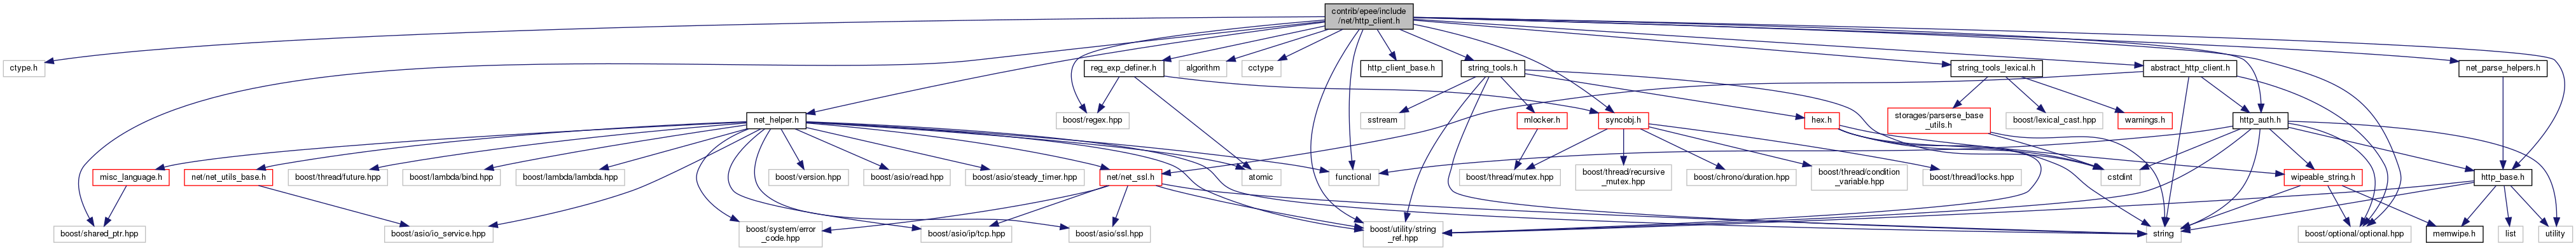 contrib/epee/include
/net/http_client.h
ctype.h
reg_exp_definer.h
algorithm
cctype
http_client_base.h
string_tools.h
string_tools_lexical.h
abstract_http_client.h
net_parse_helpers.h
net_helper.h
boost/regex.hpp
sstream
mlocker.h
syncobj.h
hex.h
storages/parserse_base
_utils.h
boost/lexical_cast.hpp
warnings.h
http_auth.h
misc_language.h
net/net_utils_base.h
boost/thread/future.hpp
boost/lambda/bind.hpp
boost/lambda/lambda.hpp
boost/version.hpp
boost/asio/read.hpp
boost/asio/steady_timer.hpp
net/net_ssl.h
atomic
functional
boost/thread/mutex.hpp
boost/thread/recursive
_mutex.hpp
boost/chrono/duration.hpp
boost/thread/condition
_variable.hpp
boost/thread/locks.hpp
cstdint
wipeable_string.h
http_base.h
boost/shared_ptr.hpp
boost/asio/io_service.hpp
boost/system/error
_code.hpp
boost/asio/ip/tcp.hpp
boost/asio/ssl.hpp
boost/utility/string
_ref.hpp
string
boost/optional/optional.hpp
memwipe.h
list
utility